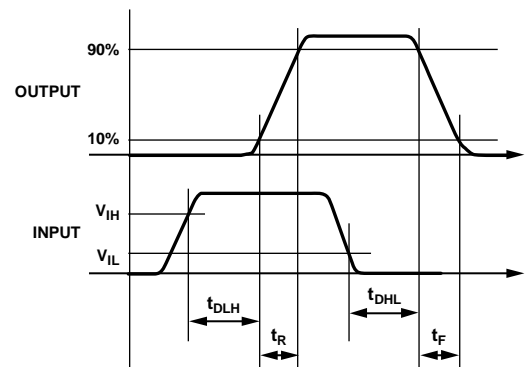 90%
OUTPUT
10%
VIH
INPUT
VIL
tDLH
tDHL
tR
tF